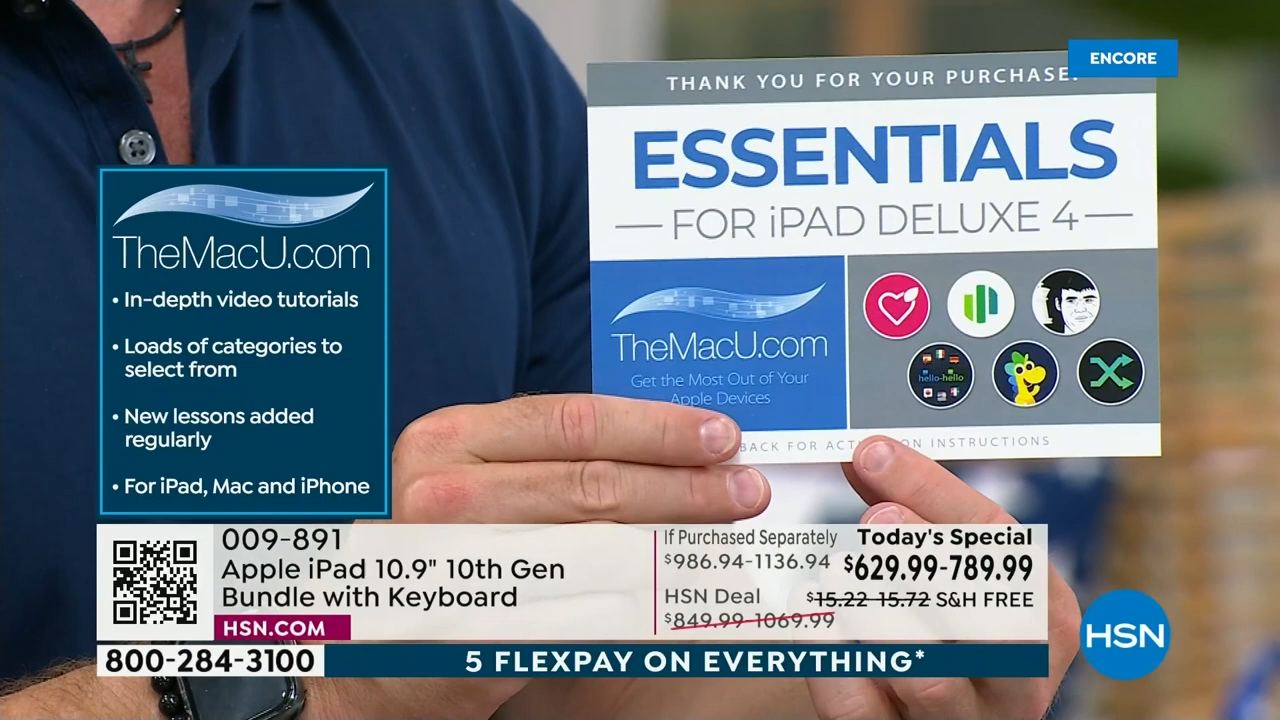 ENCORE
THANK YOU FOR YOUR PURCHASE!
ESSENTIALS
FOR iPAD DELUXE 4
TheMacU.com
Get the Most Out of Your
Apple Devices
hello-hello
BACK FOR INSTRUCTIONS
TheMacU.com
• In-depth video tutorials
• Loads of categories to
select from
• New lessons added
regularly
• For iPad, Mac and iPhone
009-891
Apple iPad 10.9" 10th Gen
Bundle with Keyboard
HSN.COM
If Purchased Separately
$986.94-1136.94
HSN Deal
$849.99-1069.99
Today's Special
$629.99-789.99
$15.22-15.72 S&H FREE
HSN
800-284-3100
5 FLEXPAY ON EVERYTHING*